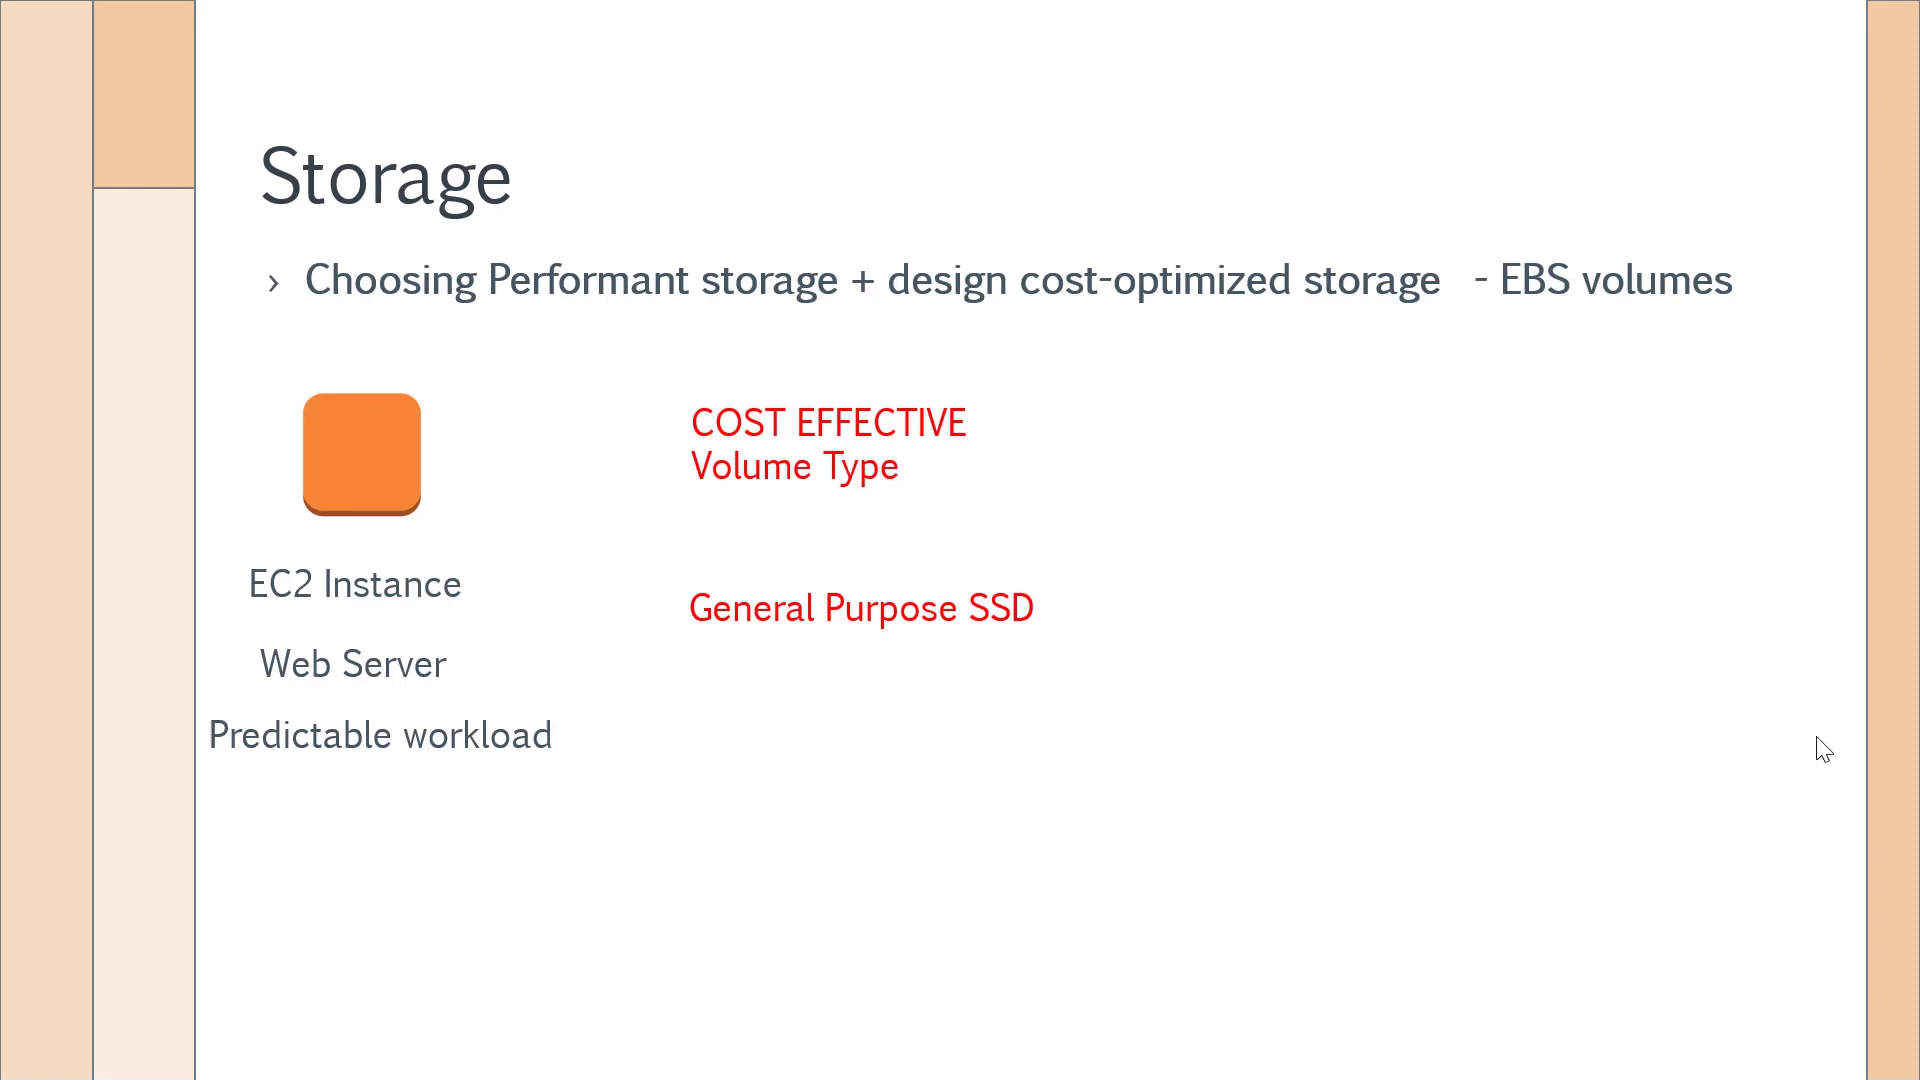 Storage
› Choosing Performant storage + design cost-optimized storage - EBS volumes
COST EFFECTIVE
Volume Type
EC2 Instance
General Purpose SSD
Web Server
Predictable workload